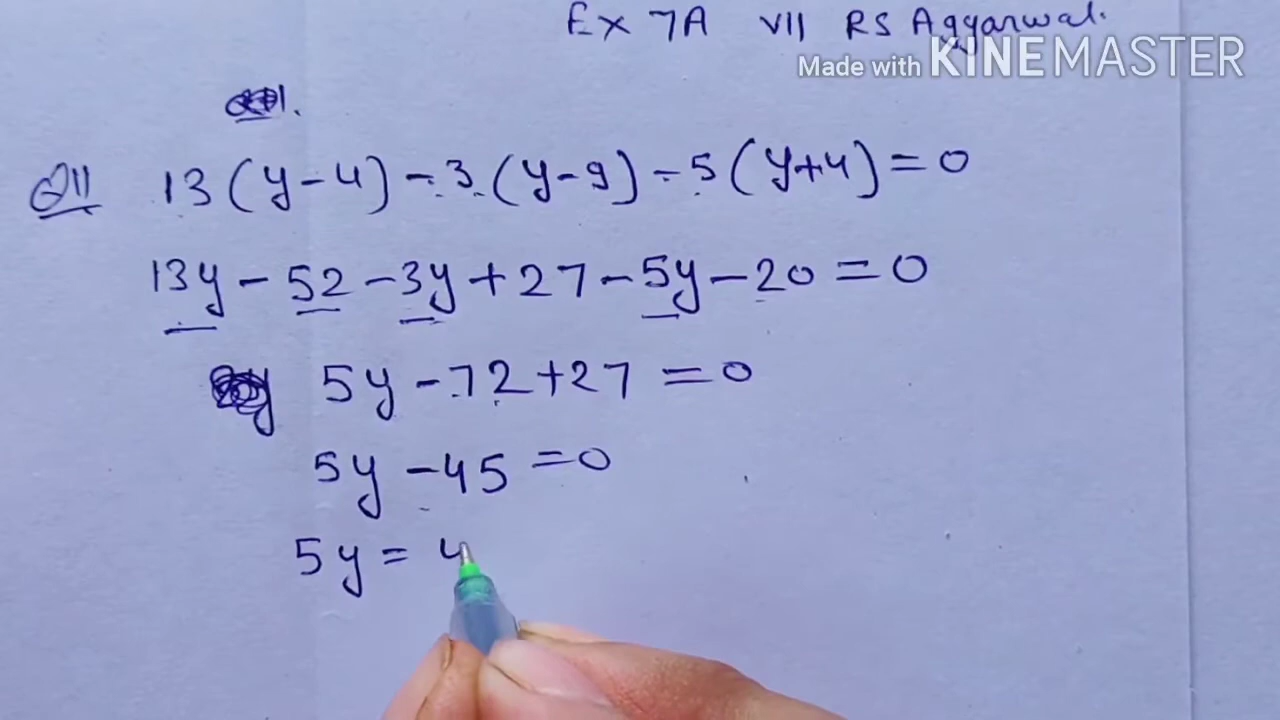 Ex 7A VII RS Aggarwal.
Made with KINEMASTER
1.
Q11 13(y-4)-3(y-9)-5(y+4)=0
13y-52-3y+27-5y-20=0
5y-72+27=0
5y-45=0
5y=4